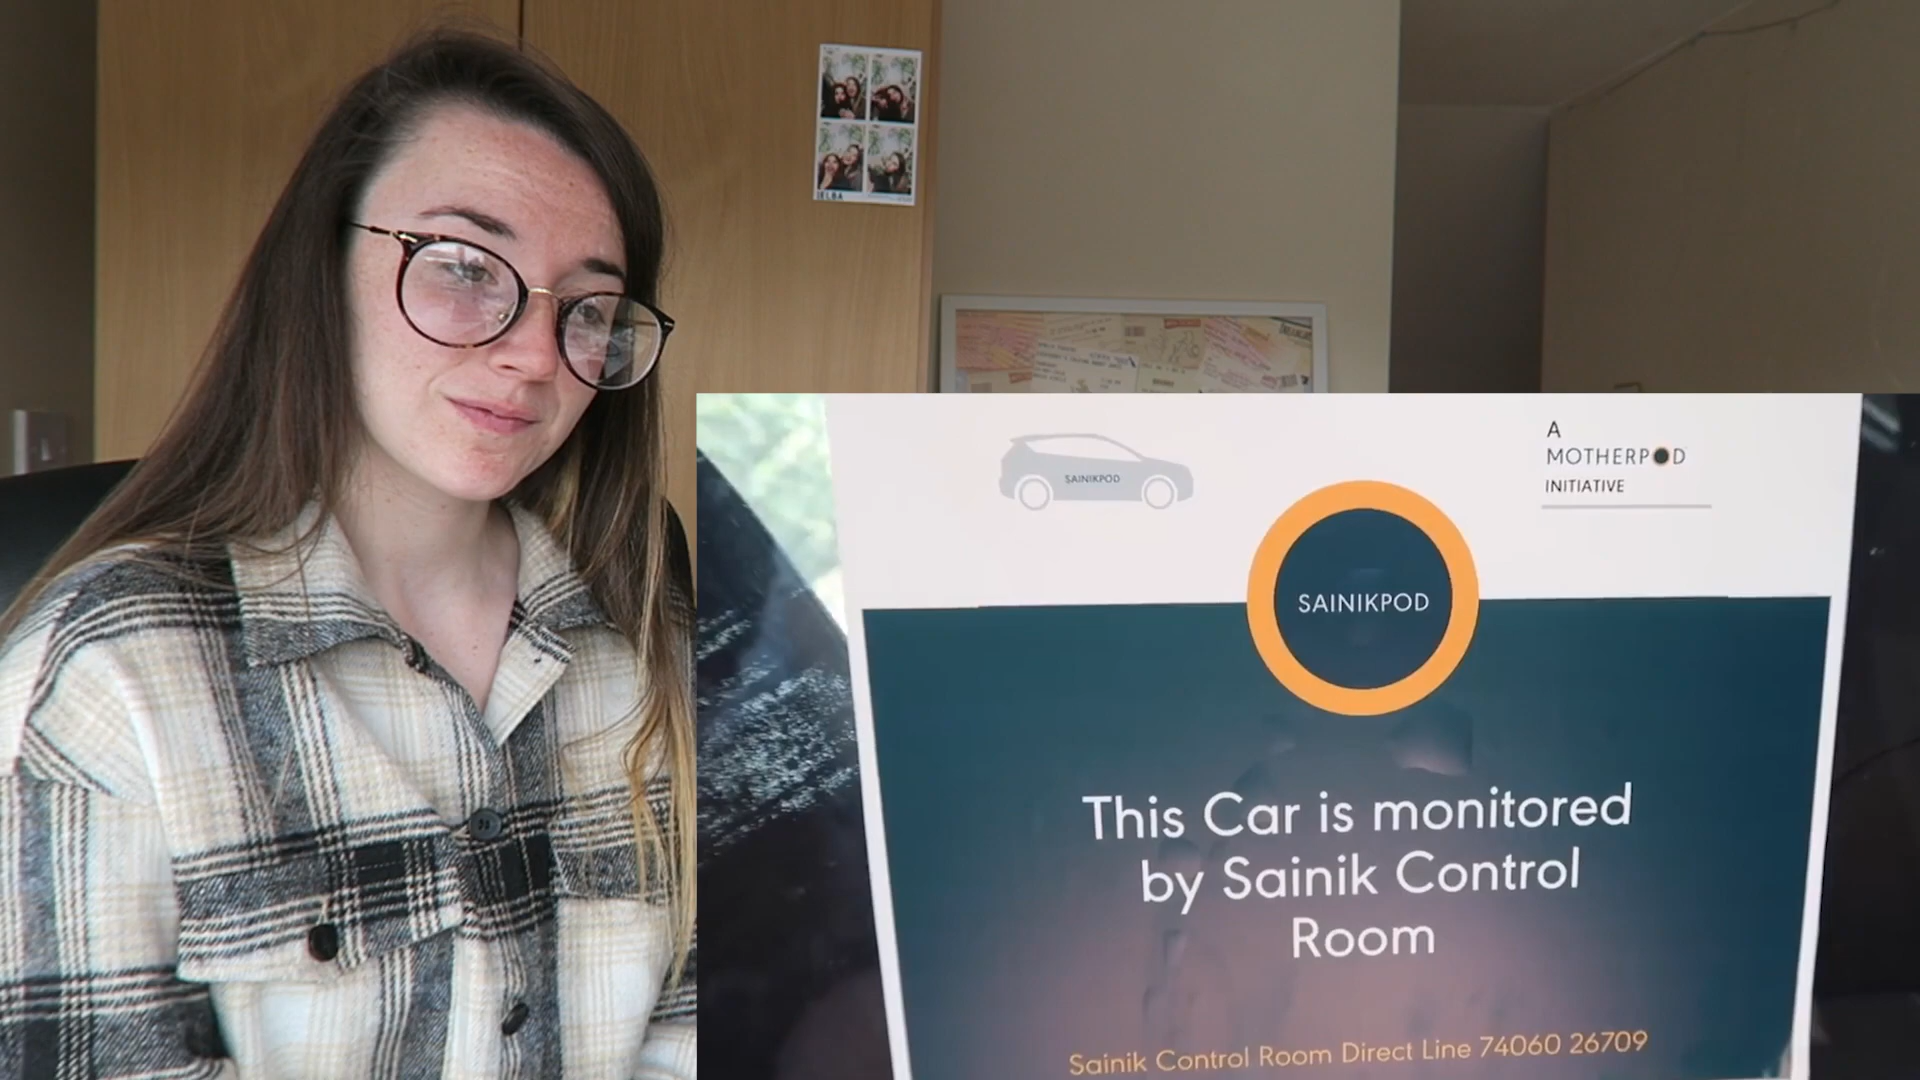 SAINIKPOD
A
MOTHERPOD
INITIATIVE
SAINIKPOD
This Car is monitored
by Sainik Control
Room
Sainik Control Room Direct Line 74060 26709